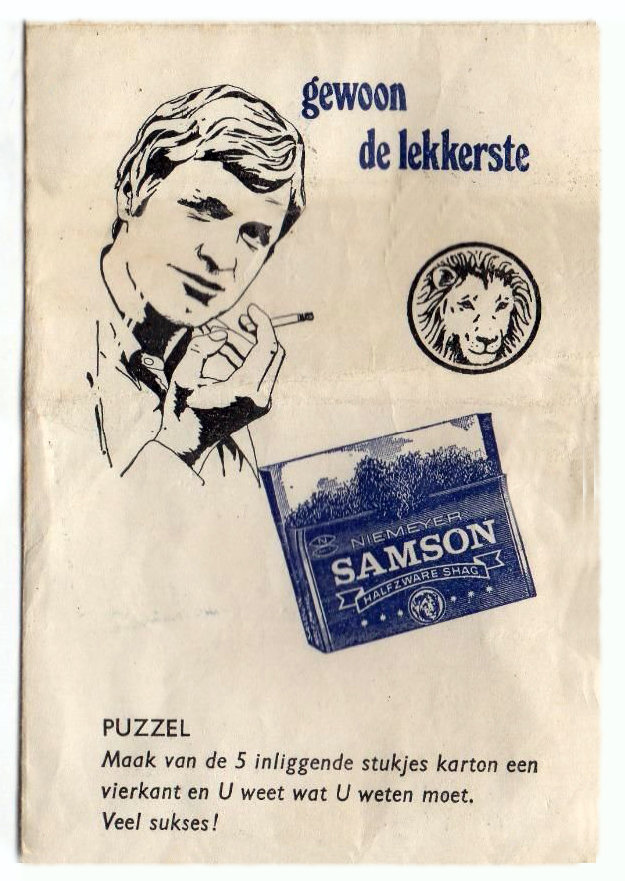 gewoon
de lekkerste
NIEMEYER
SAMSON
HALFZWARE SHAG
PUZZEL
Maak van de 5 inliggende stukjes karton een
vierkant en U weet wat U weten moet.
Veel sukses!